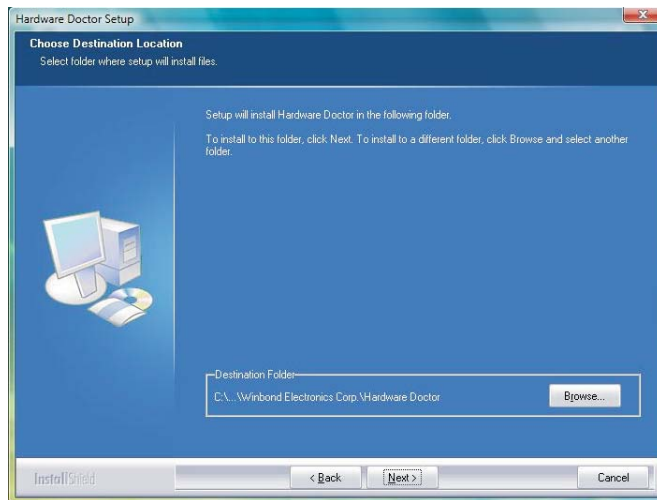 Hardware Doctor Setup
Choose Destination Location
Select folder where setup will install files.
Setup will install Hardware Doctor in the following folder.
To install to this folder, click Next. To install to a different folder, click Browse and select another
folder.
Destination Folder
C:\...\Winbond Electronics Corp.\Hardware Doctor
Browse...
InstallShield
< Back
Next >
Cancel